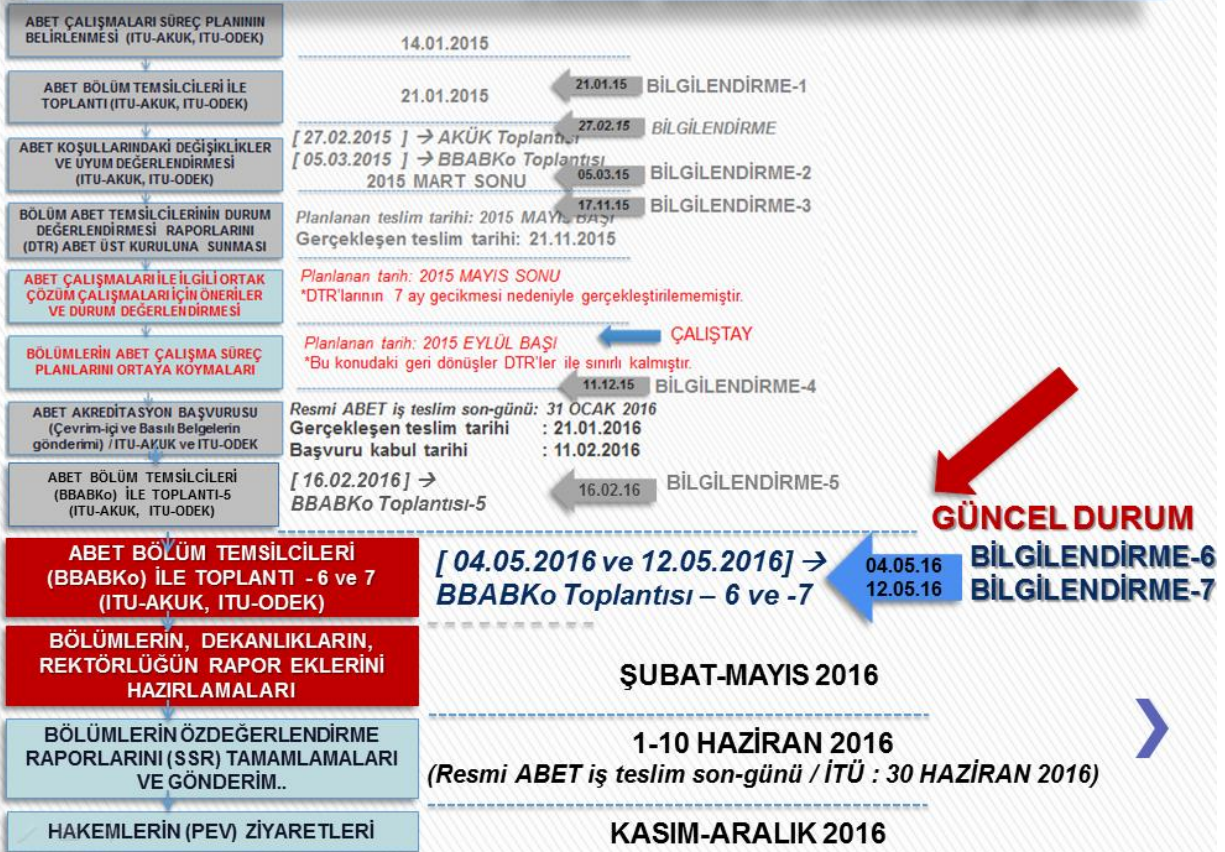 ABET ÇALIŞMALARI SÜREÇ PLANININ
BELİRLENMESİ (ITU-AKUK, ITU-ODEK)
14.01.2015
ABET BÖLÜM TEMSİLCİLERİ İLE
TOPLANTI (ITU-AKUK, ITU-ODEK)
21.01.2015
21.01.15 BİLGİLENDİRME-1
27.02.15 BİLGİLENDİRME
ABET KOŞULLARINDAKİ DEĞİŞİKLİKLER
VE UYUM DEĞERLENDİRMESİ
(ITU-AKUK, ITU-ODEK)
[ 27.02.2015 ] → AKÜK Toplantısı
[ 05.03.2015 ] → BBABKo Toplantısı
2015 MART SONU
05.03.15 BİLGİLENDİRME-2
17.11.15 BİLGİLENDİRME-3
BÖLÜM ABET TEMSİLCİLERİNİN DURUM
DEĞERLENDİRMESİ RAPORLARINI
(DTR) ABET ÜST KURULUNA SUNMASI
Planlanan teslim tarihi: 2015 MAYIS BAŞI
Gerçekleşen teslim tarihi: 21.11.2015
ABET ÇALIŞMALARI İLE İLGİLİ ORTAK
ÇÖZÜM ÇALIŞMALARI İÇİN ÖNERİLER
VE DURUM DEĞERLENDİRMESİ
Planlanan tarih: 2015 MAYIS SONU
*DTR'larının 7 ay gecikmesi nedeniyle gerçekleştirilememiştir.
ÇALIŞTAY
BÖLÜMLERİN ABET ÇALIŞMA SÜREÇ
PLANLARINI ORTAYA KOYMALARI
Planlanan tarih: 2015 EYLÜL BAŞI
*Bu konudaki geri dönüşler DTR'ler ile sınırlı kalmıştır.
11.12.15 BİLGİLENDİRME-4
ABET AKREDİTASYON BAŞVURUSU
(Çevrim-içi ve Basılı Belgelerin
gönderimi) / ITU-AKUK ve ITU-ODEK
Resmi ABET iş teslim son-günü: 31 OCAK 2016
Gerçekleşen teslim tarihi : 21.01.2016
Başvuru kabul tarihi : 11.02.2016
ABET BÖLÜM TEMSİLCİLERİ
(BBABKo) İLE TOPLANTI-5
(ITU-AKUK, ITU-ODEK)
[ 16.02.2016] →
BBABKo Toplantısı-5
16.02.16 BİLGİLENDİRME-5
GÜNCEL DURUM
ABET BÖLÜM TEMSİLCİLERİ
(BBABKo) İLE TOPLANTI - 6 ve 7
(ITU-AKUK, ITU-ODEK)
[ 04.05.2016 ve 12.05.2016] →
BBABKo Toplantısı – 6 ve -7
04.05.16 BİLGİLENDİRME-6
12.05.16 BİLGİLENDİRME-7
BÖLÜMLERİN, DEKANLIKLARIN,
REKTÖRLÜĞÜN RAPOR EKLERİNİ
HAZIRLAMALARI
ŞUBAT-MAYIS 2016
BÖLÜMLERİN ÖZDEĞERLENDİRME
RAPORLARINI (SSR) TAMAMLAMALARI
VE GÖNDERİM..
1-10 HAZİRAN 2016
(Resmi ABET iş teslim son-günü / İTÜ : 30 HAZİRAN 2016)
HAKEMLERİN (PEV) ZİYARETLERİ
KASIM-ARALIK 2016